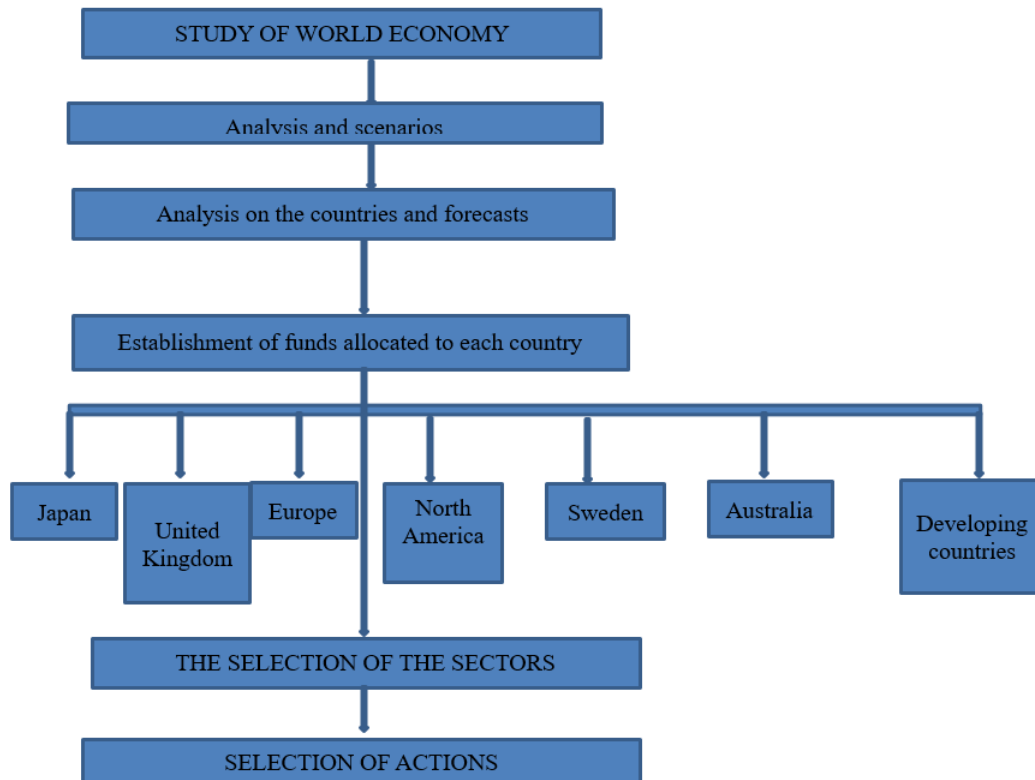 STUDY OF WORLD ECONOMY
Analysis and scenarios
Analysis on the countries and forecasts
Establishment of funds allocated to each country
Japan
United
Kingdom
Europe
North
America
Sweden
Australia
Developing
countries
THE SELECTION OF THE SECTORS
SELECTION OF ACTIONS